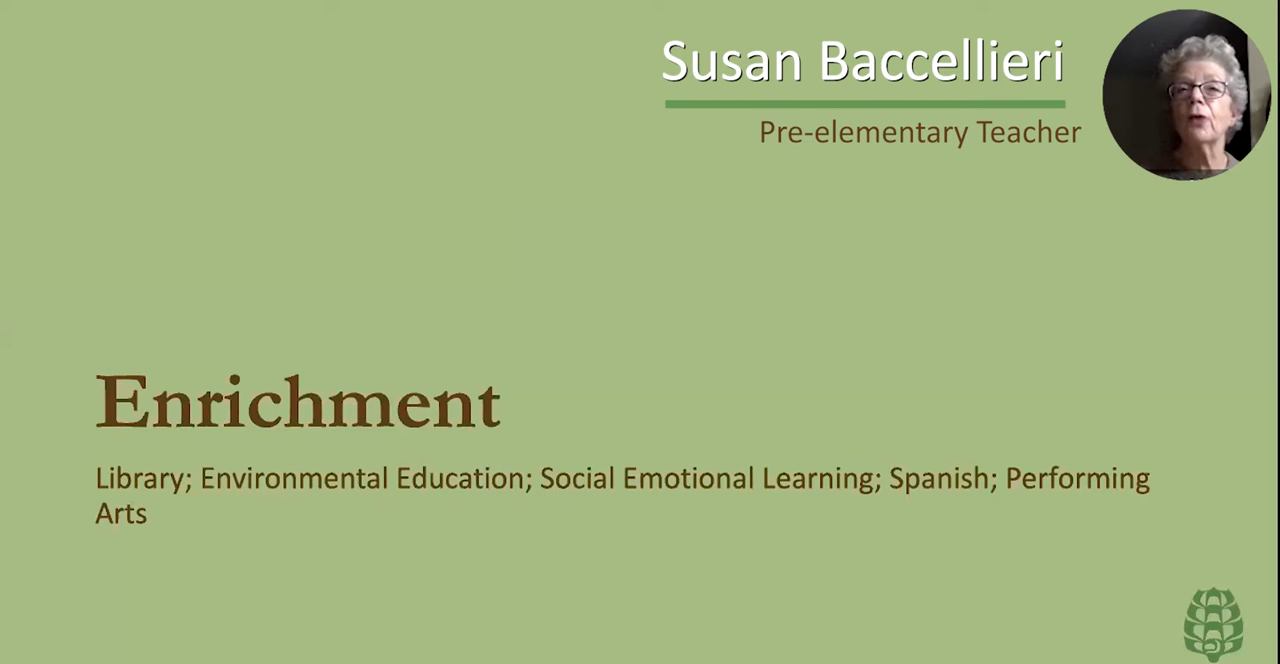 Susan Baccellieri
Pre-elementary Teacher
Enrichment
Library; Environmental Education; Social Emotional Learning; Spanish; Performing
Arts